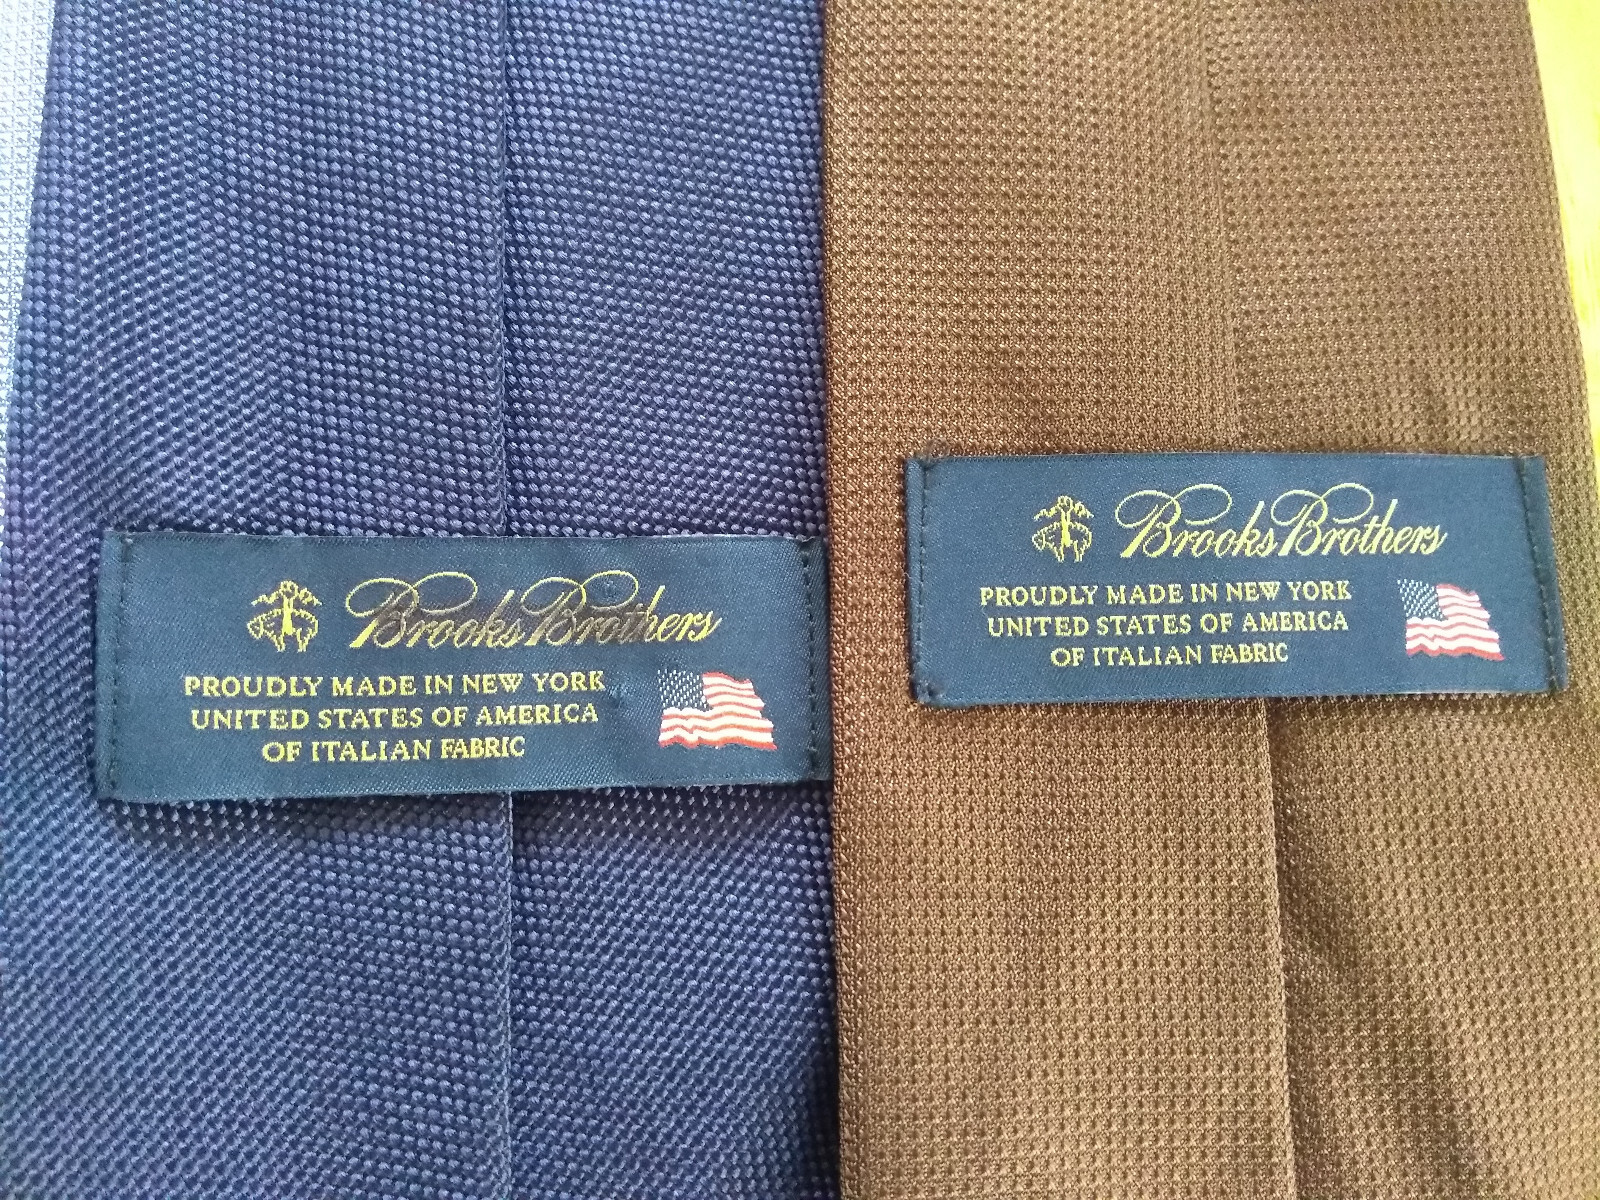 Brooks Brothers
PROUDLY MADE IN NEW YORK
UNITED STATES OF AMERICA
OF ITALIAN FABRIC
Brooks Brothers
PROUDLY MADE IN NEW YORK
UNITED STATES OF AMERICA
OF ITALIAN FABRIC